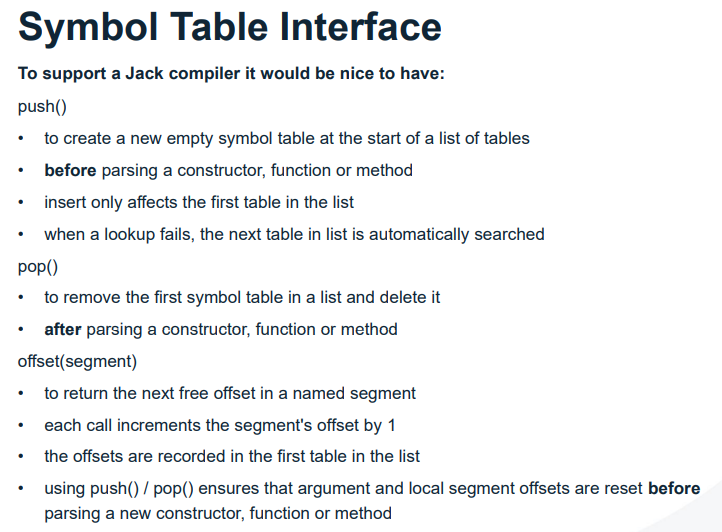 Symbol Table Interface
To support a Jack compiler it would be nice to have:
push()
• to create a new empty symbol table at the start of a list of tables
• before parsing a constructor, function or method
• insert only affects the first table in the list
• when a lookup fails, the next table in list is automatically searched
pop()
• to remove the first symbol table in a list and delete it
• after parsing a constructor, function or method
offset(segment)
• to return the next free offset in a named segment
• each call increments the segment's offset by 1
• the offsets are recorded in the first table in the list
• using push() / pop() ensures that argument and local segment offsets are reset before
parsing a new constructor, function or method